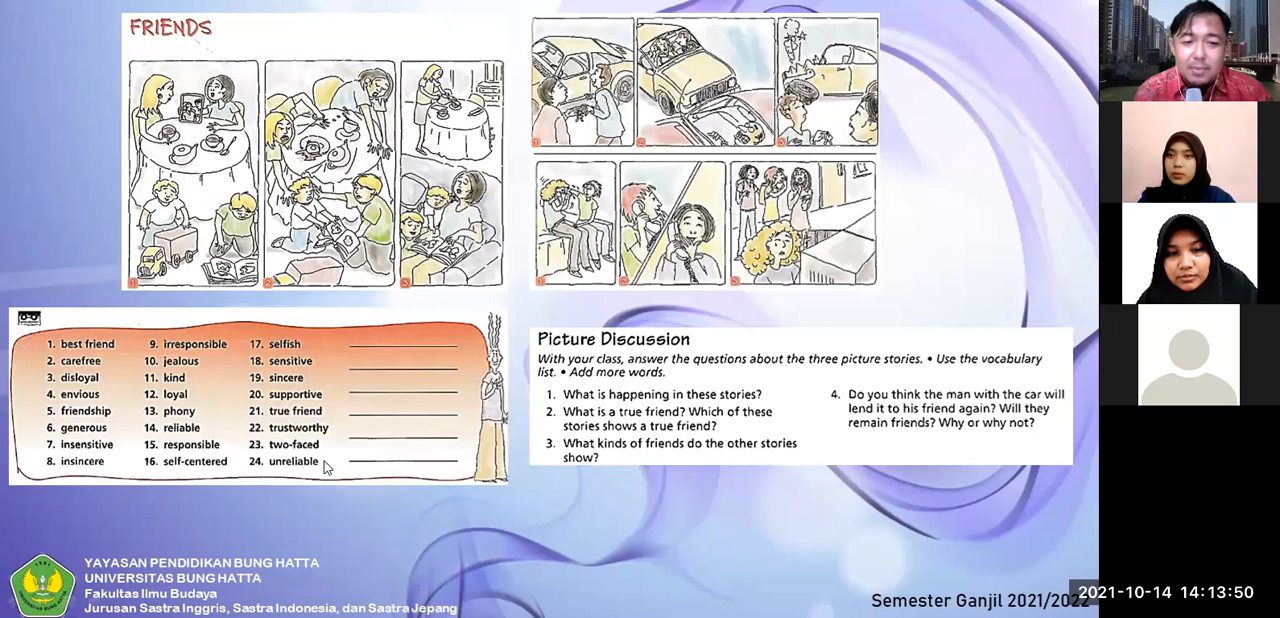 FRIENDS
1. best friend
2. carefree
3. disloyal
4. envious
5. friendship
6. generous
7. insensitive
8. insincere
9. irresponsible
10. jealous
11. kind
12. loyal
13. phony
14. reliable
15. responsible
16. self-centered
17. selfish
18. sensitive
19. sincere
20. supportive
21. true friend
22. trustworthy
23. two-faced
24. unreliable
Picture Discussion
With your class, answer the questions about the three picture stories. • Use the vocabulary
list. • Add more words.
1. What is happening in these stories?
2. What is a true friend? Which of these
stories shows a true friend?
3. What kinds of friends do the other stories
show?
4. Do you think the man with the car will
lend it to his friend again? Will they
remain friends? Why or why not?
YAYASAN PENDIDIKAN BUNG HATTA
UNIVERSITAS BUNG HATTA
Fakultas Ilmu Budaya
Jurusan Sastra Inggris, Sastra Indonesia, dan Sastra Jepang
Semester Ganjil 2021/2022
2021-10-14 14:13:50